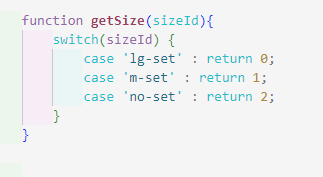 function getSize(sizeId){
    switch(sizeId) {
        case 'lg-set' : return 0;
        case 'm-set' : return 1;
        case 'no-set' : return 2;
    }
}